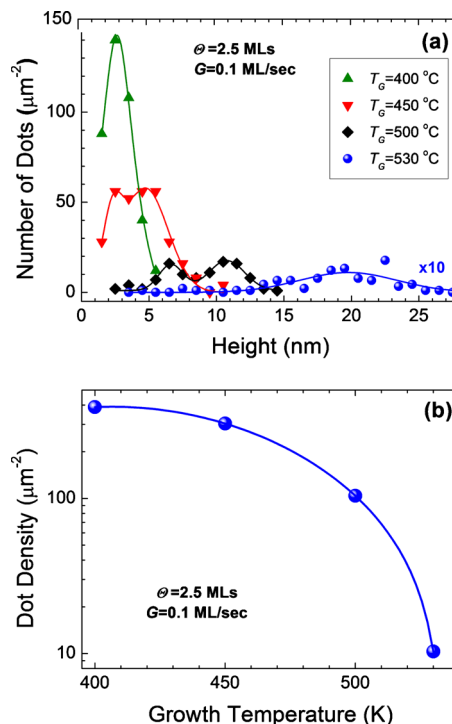 (a)
Θ=2.5 MLs
G=0.1 ML/sec
T_G=400 °C
T_G=450 °C
T_G=500 °C
T_G=530 °C
x10
150
100
50
0
Number of Dots (μm⁻²)
0 5 10 15 20 25
Height (nm)
(b)
100
10
Dot Density (μm⁻²)
Θ=2.5 MLs
G=0.1 ML/sec
400 450 500
Growth Temperature (K)